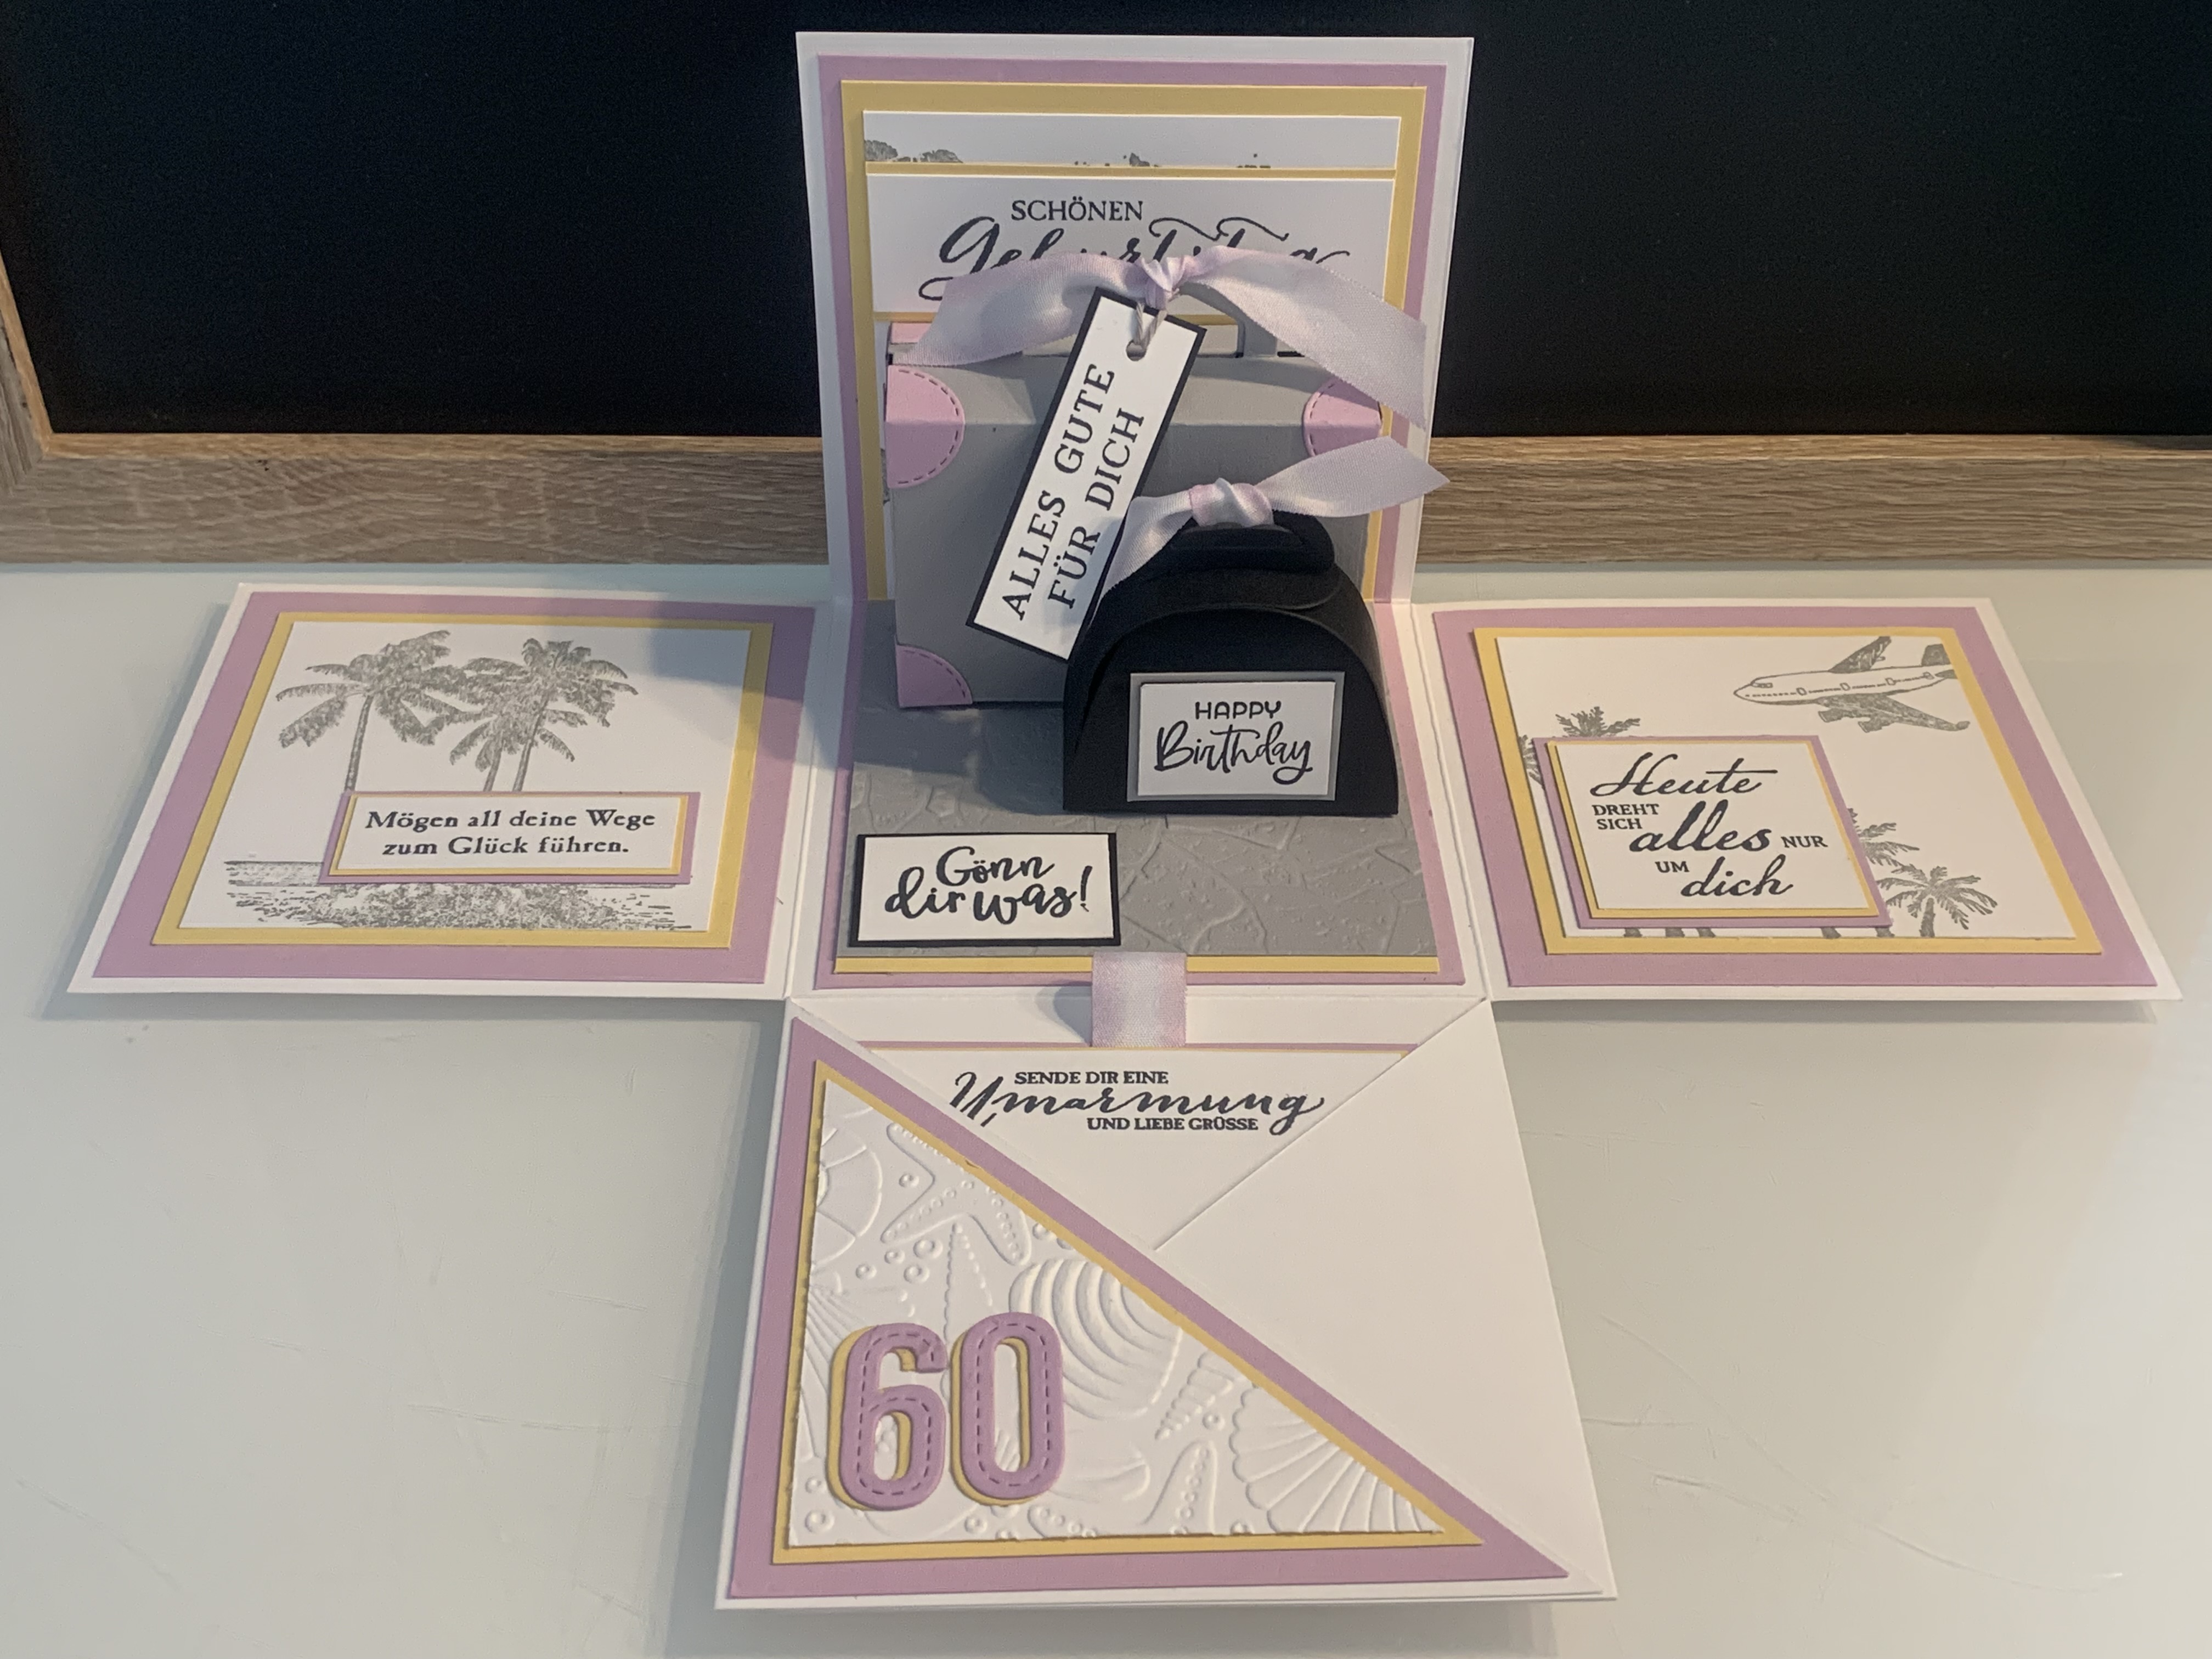 SCHÖNEN
Geburtstag
ALLES GUTE
FÜR DICH
HAPPY
Birthday
Mögen all deine Wege
zum Glück führen.
Gönn
dir was!
Heute
DREHT
SICH
alles NUR
UM dich
SENDE DIR EINE
Umarmung
UND LIEBE GRÜSSE
60